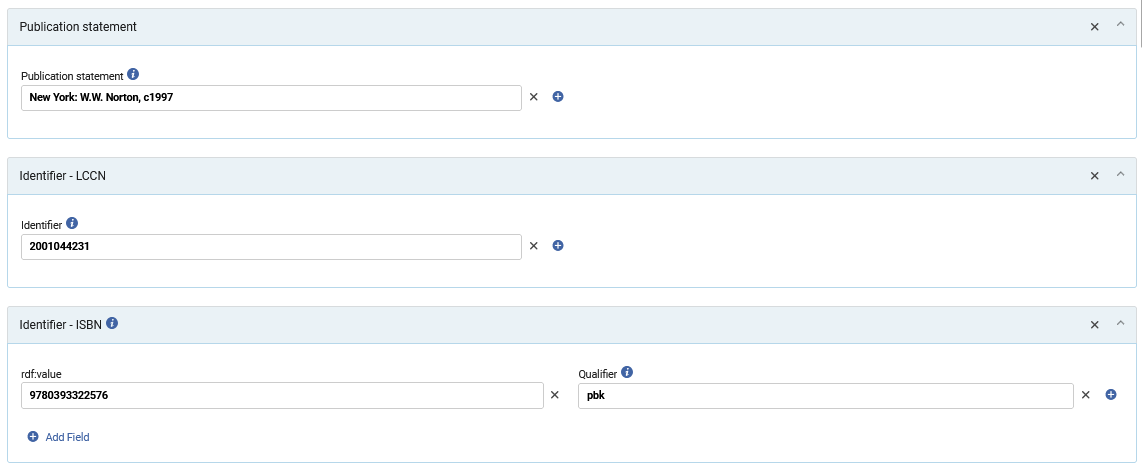 Publication statement
Publication statement
New York: W.W. Norton, c1997
Identifier - LCCN
Identifier
2001044231
Identifier - ISBN
rdf:value Qualifier
9780393322576 pbk
Add Field